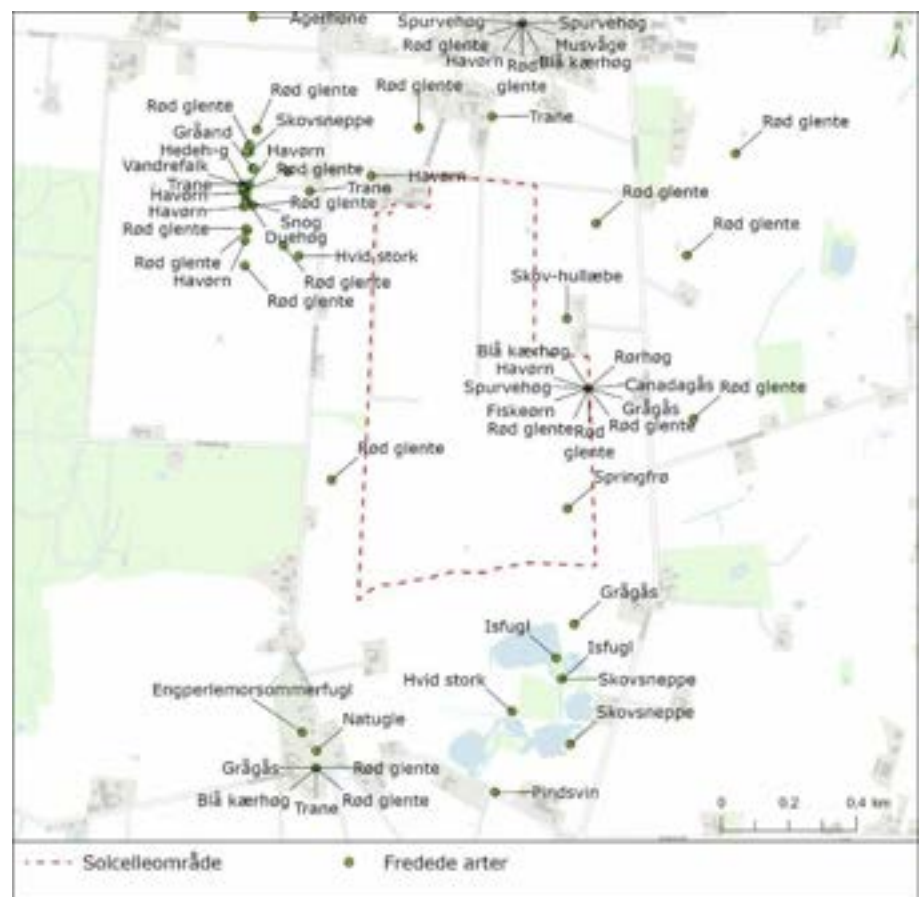 Agerhøne
Spurvehøg
Spurvehøg
Rød glente
Musvåge
Havørn
Rød glente
Blå kærhøg
Rød glente
Rød glente
Rød glente
Skovsneppe
Gråand
Trane
Rød glente
Havørn
Vandrefalk
Rød glente
Havørn
Trane
Trane
Havørn
Rød glente
Havørn
Snog
Rød glente
Rød glente
Duehøg
Hvid stork
Rød glente
Rød glente
Havørn
Rød glente
Rød glente
Skov-hullæbe
Blå kærhøg
Rørhøg
Havørn
Spurvehøg
Canadagås
Rød glente
Fiskeørn
Grågås
Rød glente
Rød glente
Rød glente
Rød glente
Springfrø
Grågås
Isfugl
Isfugl
Hvid stork
Skovsneppe
Engperlemorsommerfugl
Skovsneppe
Natugle
Grågås
Rød glente
Blå kærhøg
Trane
Rød glente
Pindsvin
0 0.2 0.4 km
Solcelleområde
Fredede arter